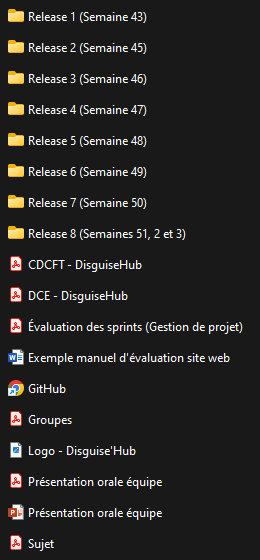 Release 1 (Semaine 43)
Release 2 (Semaine 45)
Release 3 (Semaine 46)
Release 4 (Semaine 47)
Release 5 (Semaine 48)
Release 6 (Semaine 49)
Release 7 (Semaine 50)
Release 8 (Semaines 51, 2 et 3)
CDCFT - DisguiseHub
DCE - DisguiseHub
Évaluation des sprints (Gestion de projet)
Exemple manuel d'évaluation site web
GitHub
Groupes
Logo - Disguise'Hub
Présentation orale équipe
Présentation orale équipe
Sujet